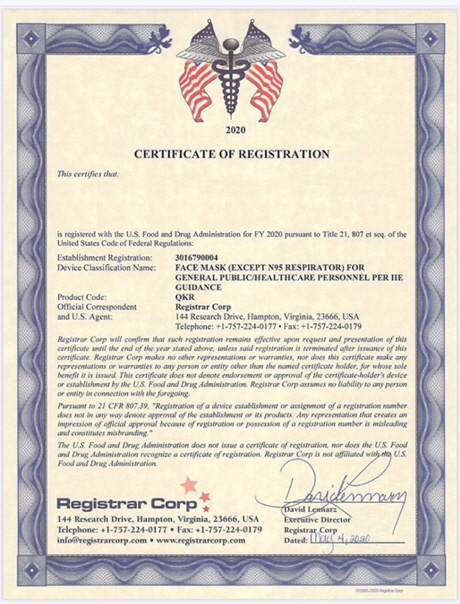 2020
CERTIFICATE OF REGISTRATION
This certifies that:
is registered with the U.S. Food and Drug Administration for FY 2020 pursuant to Title 21, 807 et seq. of the
United States Code of Federal Regulations:
Establishment Registration: 3016790004
Device Classification Name: FACE MASK (EXCEPT N95 RESPIRATOR) FOR
GENERAL PUBLIC/HEALTHCARE PERSONNEL PER IIE
GUIDANCE
Product Code: QKR
Official Correspondent Registrar Corp
and U.S. Agent: 144 Research Drive, Hampton, Virginia, 23666, USA
Telephone: +1-757-224-0177 • Fax: +1-757-224-0179
Registrar Corp will confirm that such registration remains effective upon request and presentation of this
certificate until the end of the year stated above, unless said registration is terminated after issuance of this
certificate. Registrar Corp makes no other representations or warranties, nor does this certificate make any
representations or warranties to any person or entity other than the named certificate holder, for whose sole
benefit it is issued. This certificate does not denote endorsement or approval of the certificate-holder's device
or establishment by the U.S. Food and Drug Administration. Registrar Corp assumes no liability to any person
or entity in connection with the foregoing.
Pursuant to 21 CFR 807.39, "Registration of a device establishment or assignment of a registration number
does not in any way denote approval of the establishment or its products. Any representation that creates an
impression of official approval because of registration or possession of a registration number is misleading
and constitutes misbranding."
The U.S. Food and Drug Administration does not issue a certificate of registration, nor does the U.S. Food
and Drug Administration recognize a certificate of registration. Registrar Corp is not affiliated with the U.S.
Food and Drug Administration.
Registrar Corp
144 Research Drive, Hampton, Virginia, 23666, USA
Telephone: +1-757-224-0177 • Fax: +1-757-224-0179
info@registrarcorp.com • www.registrarcorp.com
David Lennarz
David Lennarz
Executive Director
Registrar Corp
Dated: May 4, 2020
Registrar Corp